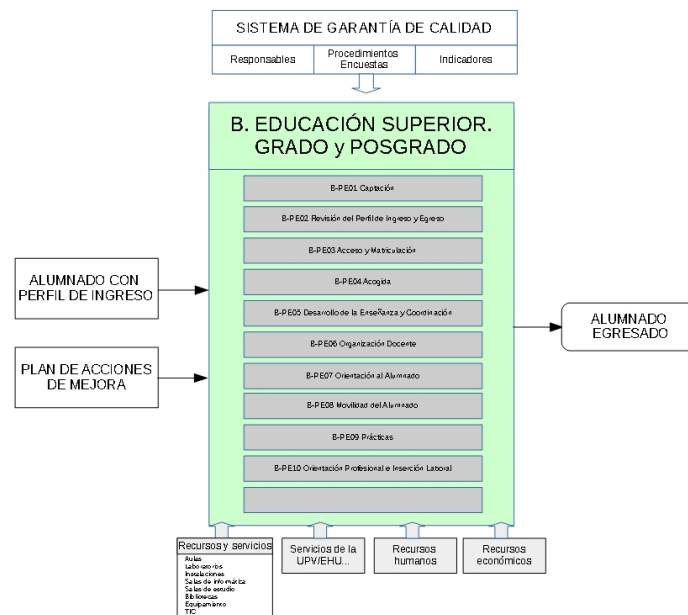 SISTEMA DE GARANTÍA DE CALIDAD
Responsables
Procedimientos
Encuestas
Indicadores
B. EDUCACIÓN SUPERIOR.
GRADO y POSGRADO
B-PE01 Captación
B-PE02 Revisión del Perfil de Ingreso y Egreso
B-PE03 Acceso y Matriculación
B-PE04 Acogida
B-PE05 Desarrollo de la Enseñanza y Coordinación
B-PE06 Organización Docente
B-PE07 Orientación al Alumnado
B-PE08 Movilidad del Alumnado
B-PE09 Prácticas
B-PE10 Orientación Profesional e Inserción Laboral
ALUMNADO CON
PERFIL DE INGRESO
PLAN DE ACCIONES
DE MEJORA
ALUMNADO
EGRESADO
Recursos y servicios
Aulas
Laboratorios
Instalaciones
Salas de informática
Salas de estudio
Bibliotecas
Equipamiento
TIC
Servicios de la
UPV/EHU...
Recursos
humanos
Recursos
económicos